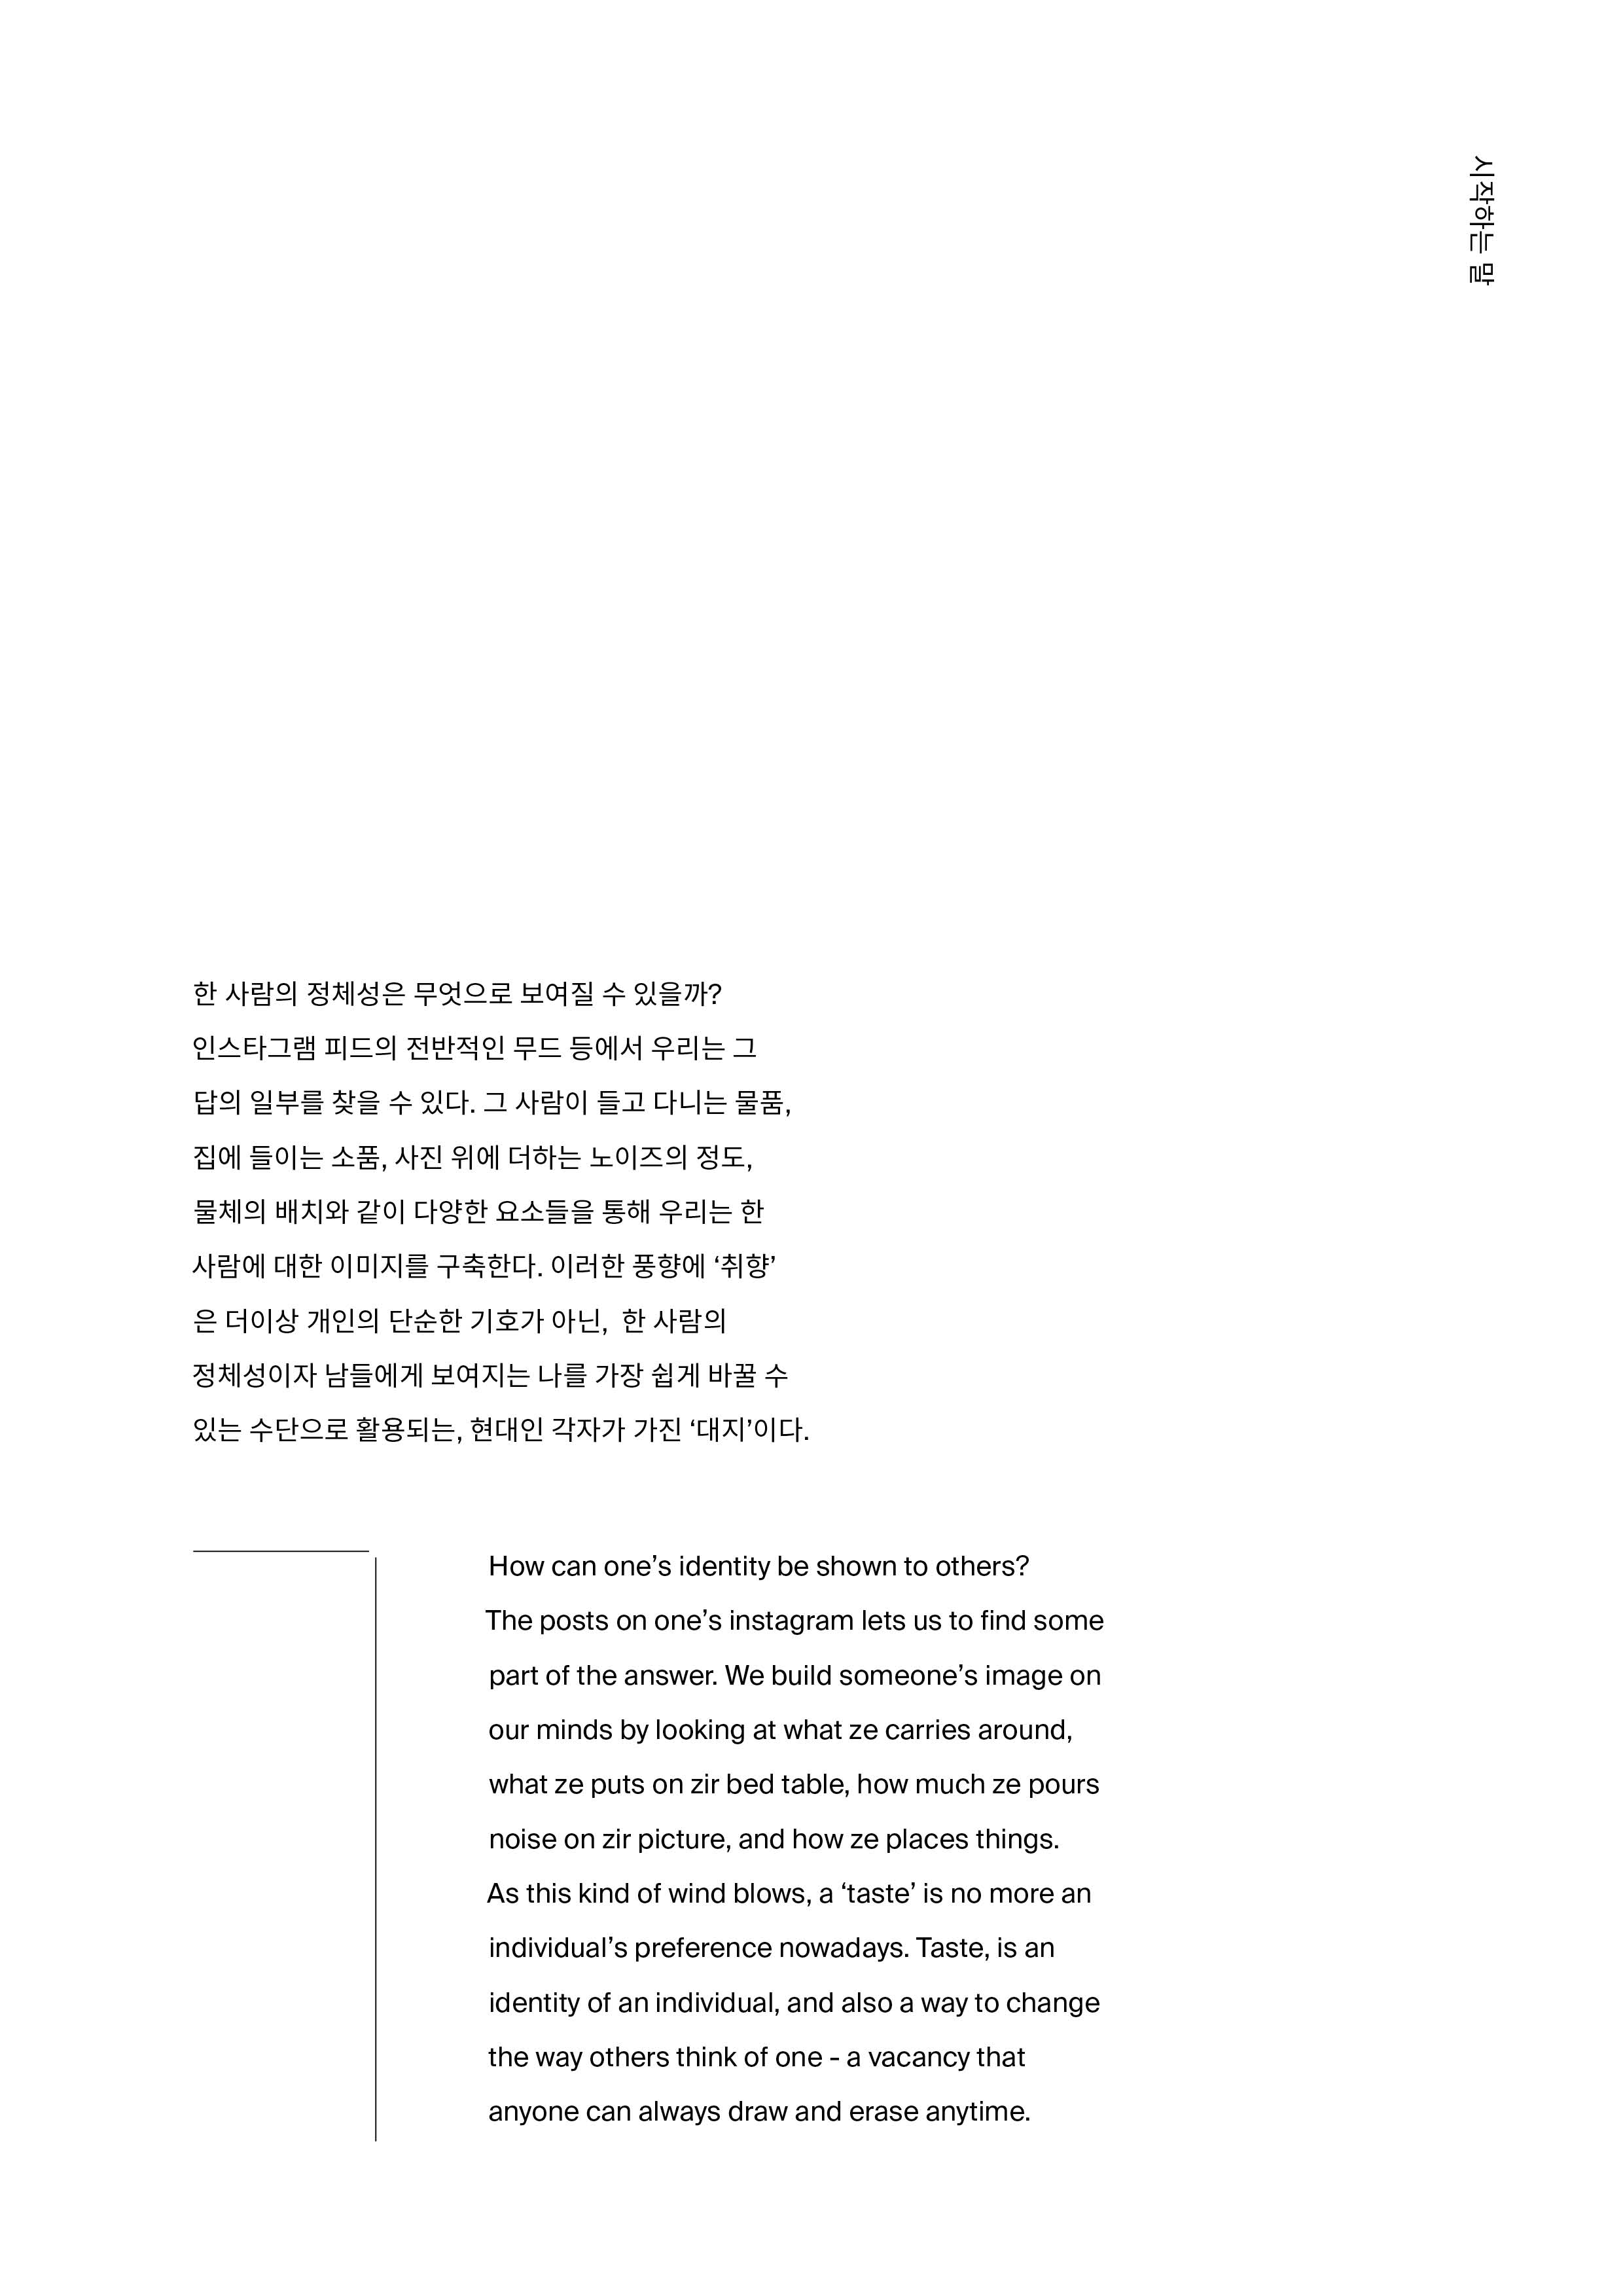 시작하는 말
한 사람의 정체성은 무엇으로 보여질 수 있을까?
인스타그램 피드의 전반적인 무드 등에서 우리는 그
답의 일부를 찾을 수 있다. 그 사람이 들고 다니는 물품,
집에 들이는 소품, 사진 위에 더하는 노이즈의 정도,
물체의 배치와 같이 다양한 요소들을 통해 우리는 한
사람에 대한 이미지를 구축한다. 이러한 풍향에 ‘취향’
은 더이상 개인의 단순한 기호가 아닌,  한 사람의
정체성이자 남들에게 보여지는 나를 가장 쉽게 바꿀 수
있는 수단으로 활용되는, 현대인 각자가 가진 ‘대지’이다.
How can one’s identity be shown to others?
The posts on one’s instagram lets us to find some
part of the answer. We build someone’s image on
our minds by looking at what ze carries around,
what ze puts on zir bed table, how much ze pours
noise on zir picture, and how ze places things.
As this kind of wind blows, a ‘taste’ is no more an
individual’s preference nowadays. Taste, is an
identity of an individual, and also a way to change
the way others think of one - a vacancy that
anyone can always draw and erase anytime.